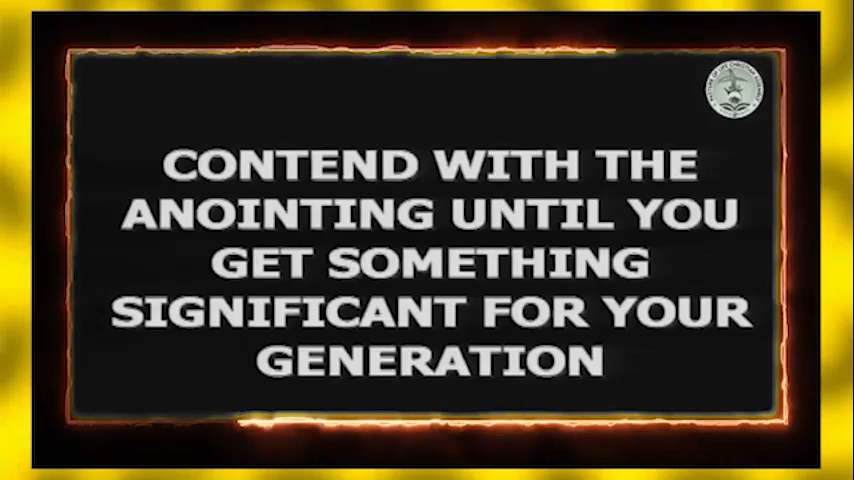 CONTEND WITH THE
ANOINTING UNTIL YOU
GET SOMETHING
SIGNIFICANT FOR YOUR
GENERATION